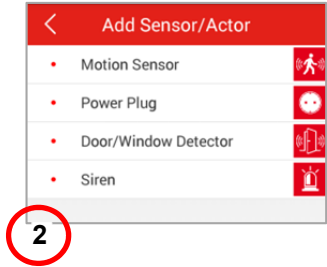 Add Sensor/Actor
• Motion Sensor
• Power Plug
• Door/Window Detector
• Siren
2